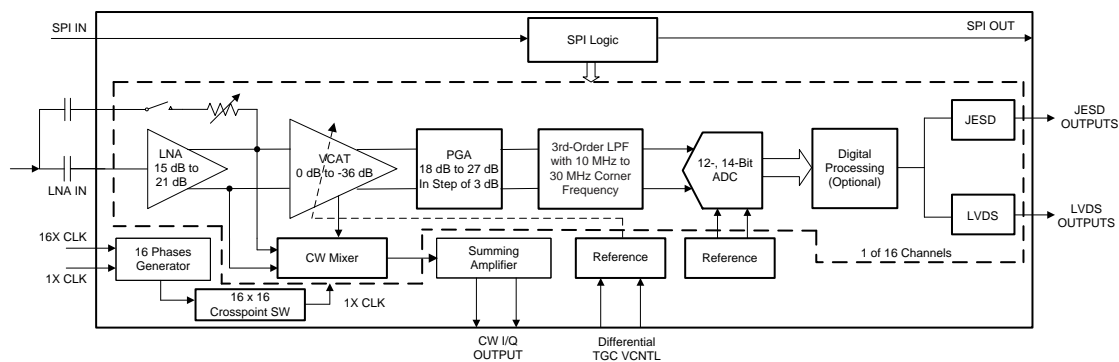 SPI IN
SPI Logic
SPI OUT
LNA IN
LNA
15 dB to
21 dB
VCAT
0 dB to -36 dB
PGA
18 dB to 27 dB
In Step of 3 dB
3rd-Order LPF
with 10 MHz to
30 MHz Corner
Frequency
12-, 14-Bit
ADC
Digital
Processing
(Optional)
JESD
JESD
OUTPUTS
LVDS
LVDS
OUTPUTS
16X CLK
1X CLK
16 Phases
Generator
CW Mixer
Summing
Amplifier
Reference
Reference
1 of 16 Channels
16 x 16
Crosspoint SW
1X CLK
CW I/Q
OUTPUT
Differential
TGC VCNTL